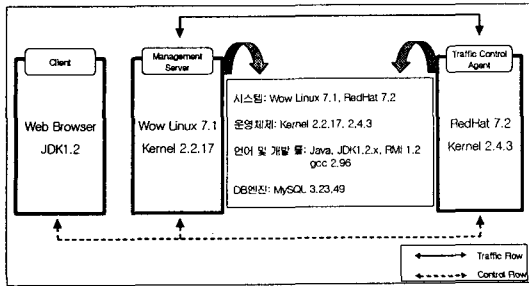 Client
Web Browser
JDK1.2
Management
Server
Wow Linux 7.1
Kernel 2.2.17
시스템: Wow Linux 7.1, RedHat 7.2
운영체제: Kernel 2.2.17, 2.4.3
언어 및 개발 툴: Java, JDK1.2.x, RMI 1.2
gcc 2.96
DB엔진: MySQL 3.23.49
Traffic Control
Agent
RedHat 7.2
Kernel 2.4.3
Traffic Flow
Control Flow